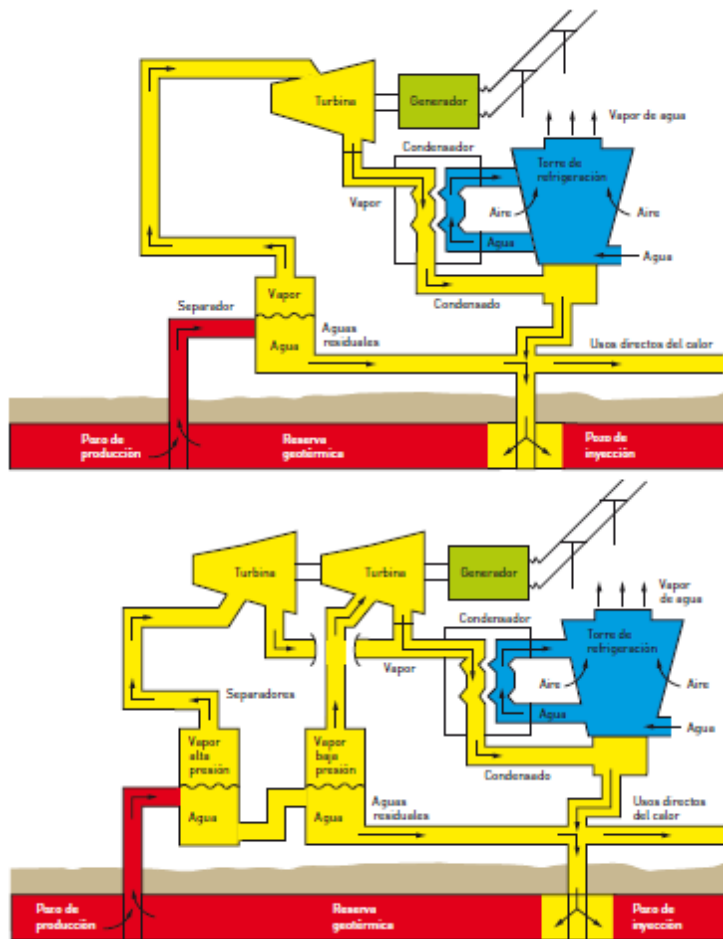 Turbina
Generador
Vapor de agua
Condensador
Torre de
refrigeración
Vapor
Aire
Aire
Agua
Agua
Vapor
Separador
Condensado
Aguas
residuales
Agua
Usos directos del calor
Pozo de
producción
Reserva
geotérmica
Pozo de
inyección
Turbina
Turbina
Generador
Vapor
de agua
Condensador
Torre de
refrigeración
Vapor
Separadores
Aire
Aire
Agua
Agua
Vapor
alta
presión
Vapor
baja
presión
Condensado
Agua
Agua
Aguas
residuales
Usos directos
del calor
Pozo de
producción
Reserva
geotérmica
Pozo de
inyección